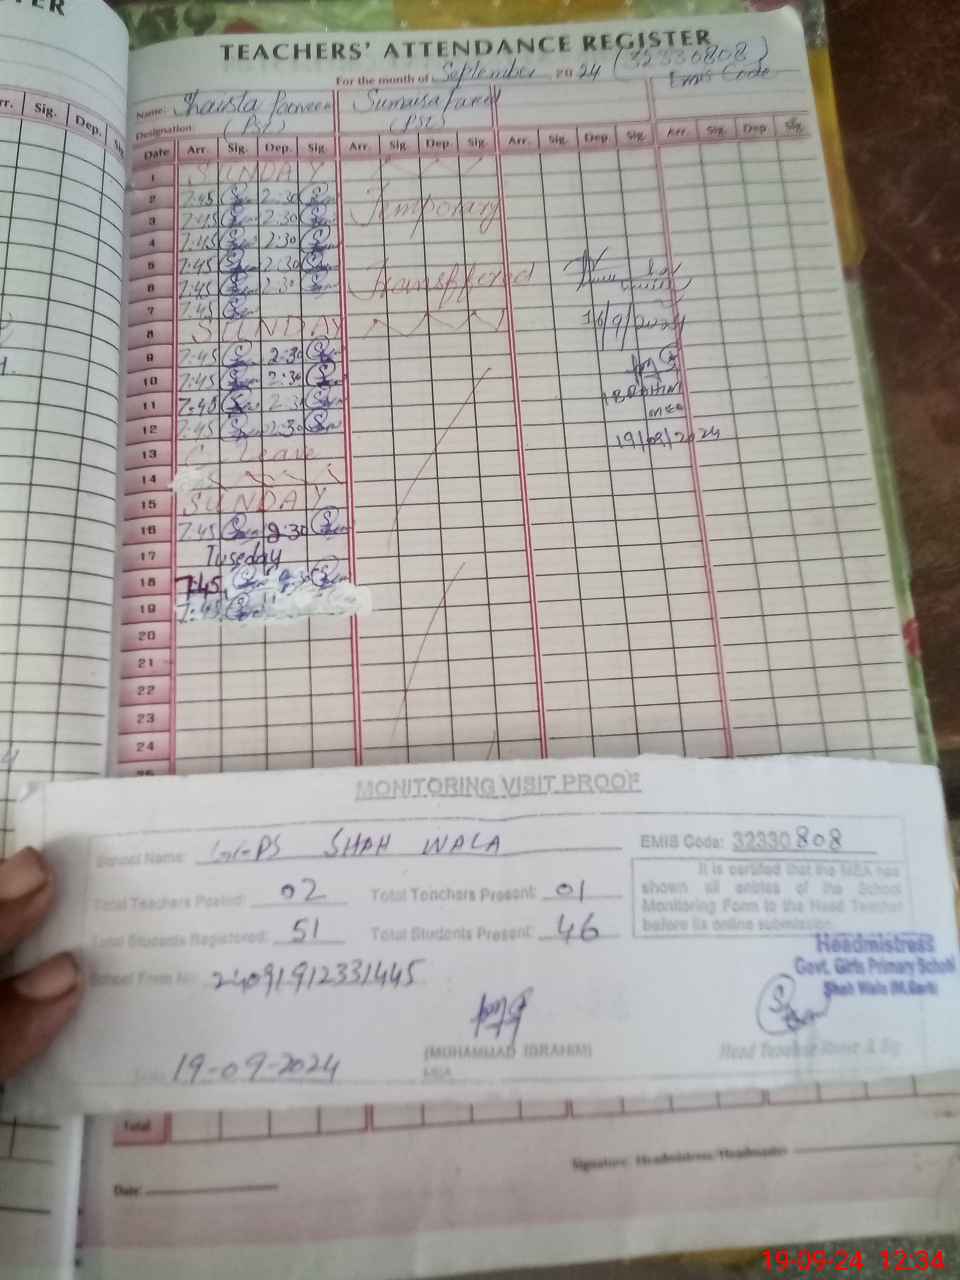 TEACHERS' ATTENDANCE REGISTER
For the month of September 2024 (32330808)
Emis Code
Name: Shaista Parveen Sumaisa
Designation: (PST) (PST)
Date Arr. Sig. Dep. Sig. Arr. Sig. Dep. Sig. Arr. Sig. Dep. Sig. Arr. Sig. Dep Sig.
1 SUNDAY
2 7:45 2:30 Temporary
3 7:45 2:30
4 7:45 2:30
5 7:45 2:30 Transffered
6 7:45 2:30
7 7:45 16/9/2024
8 SUNDAY
9 7:45 2:30
10 7:45 2:30 IBRAHIM
11 7:45 2:30 MEA
12 7:45 2:30 19/09/2024
13 C. Leave
14
15 SUNDAY
16 7:45 2:30
17 Tuseday
18 7:45
19 7:45
20
21
22
23
24
MONITORING VISIT PROOF
School Name: GGPS SHAH WALA EMIS Code: 32330808
Total Teachers Posted: 02 Total Teachers Present: 01
Total Students Registered: 51 Total Students Present: 46
It is certified that the MEA has
shown all entries of the School
Monitoring Form to the Head Teacher
before its online submission.
School From No: 24091912331445
Headmistress
Govt. Girls Primary School
Shah Wala (M.Garh)
(MUHAMMAD IBRAHIM)
MEA
Head Teacher Name & Sig
Date 19-09-2024
Total
Signature: Headmistress/Headmaster
Date:
19-09-24 12:34